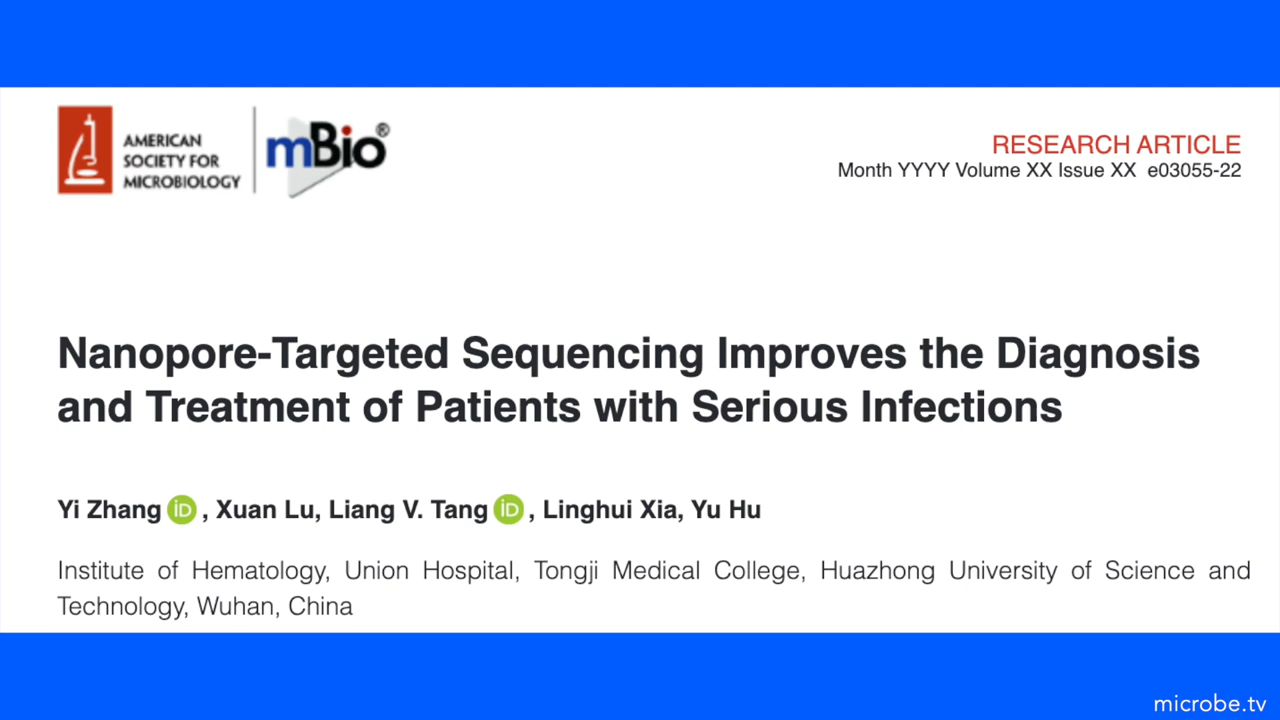 AMERICAN
SOCIETY FOR
MICROBIOLOGY
mBio®
RESEARCH ARTICLE
Month YYYY Volume XX Issue XX e03055-22
Nanopore-Targeted Sequencing Improves the Diagnosis
and Treatment of Patients with Serious Infections
Yi Zhang iD , Xuan Lu, Liang V. Tang iD , Linghui Xia, Yu Hu
Institute of Hematology, Union Hospital, Tongji Medical College, Huazhong University of Science and
Technology, Wuhan, China
microbe.tv